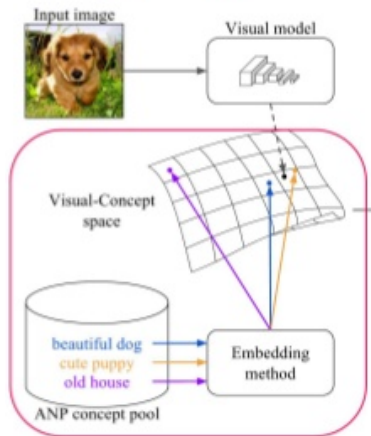 Input image
Visual model
Visual-Concept
space
beautiful dog
cute puppy
old house
Embedding
method
ANP concept pool